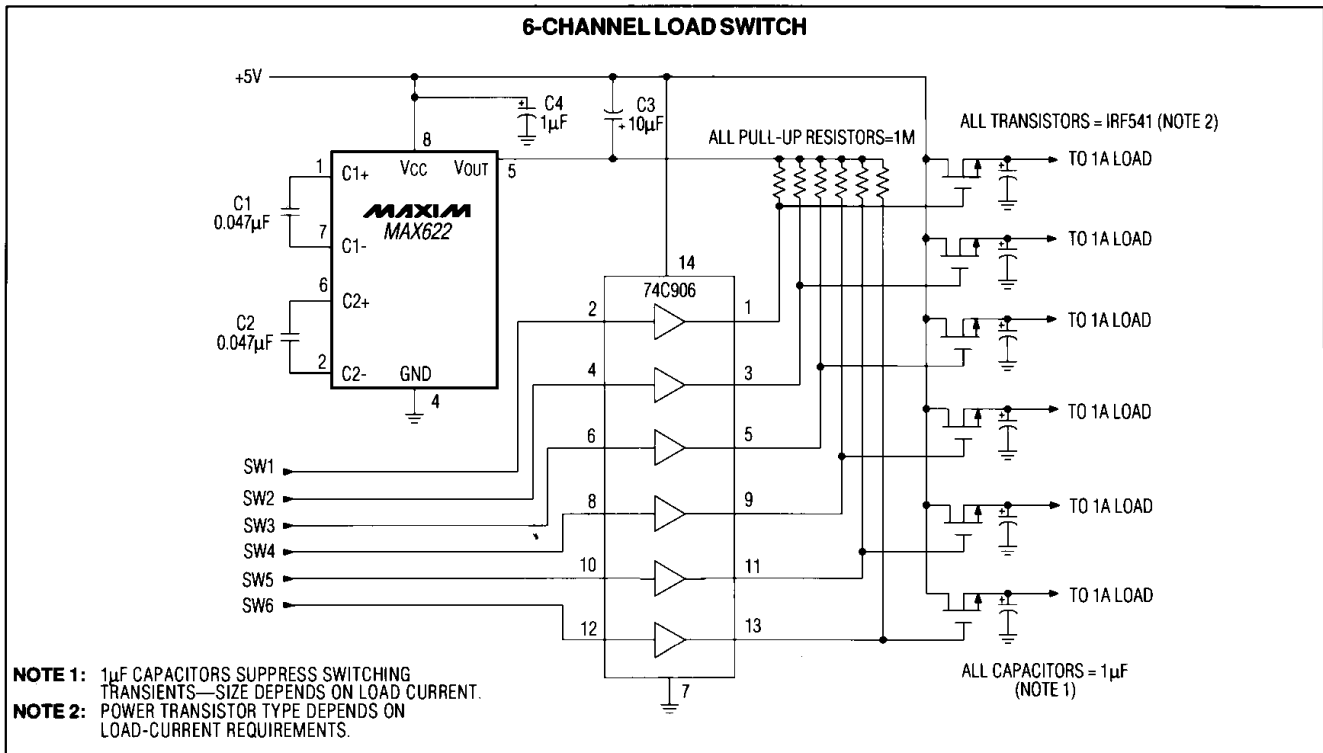 6-CHANNEL LOAD SWITCH
+5V
C4
1µF
C3
+ 10µF
ALL TRANSISTORS = IRF541 (NOTE 2)
ALL PULL-UP RESISTORS=1M
8
1
C1+
VCC
VOUT
5
TO 1A LOAD
C1
0.047µF
MAXIM
MAX622
7
C1-
TO 1A LOAD
6
C2+
14
74C906
C2
0.047µF
2
1
TO 1A LOAD
2
C2-
GND
4
4
3
TO 1A LOAD
6
5
SW1
SW2
8
9
TO 1A LOAD
SW3
SW4
SW5
10
11
SW6
TO 1A LOAD
12
13
7
ALL CAPACITORS = 1µF
(NOTE 1)
NOTE 1: 1µF CAPACITORS SUPPRESS SWITCHING
TRANSIENTS—SIZE DEPENDS ON LOAD CURRENT.
NOTE 2: POWER TRANSISTOR TYPE DEPENDS ON
LOAD-CURRENT REQUIREMENTS.